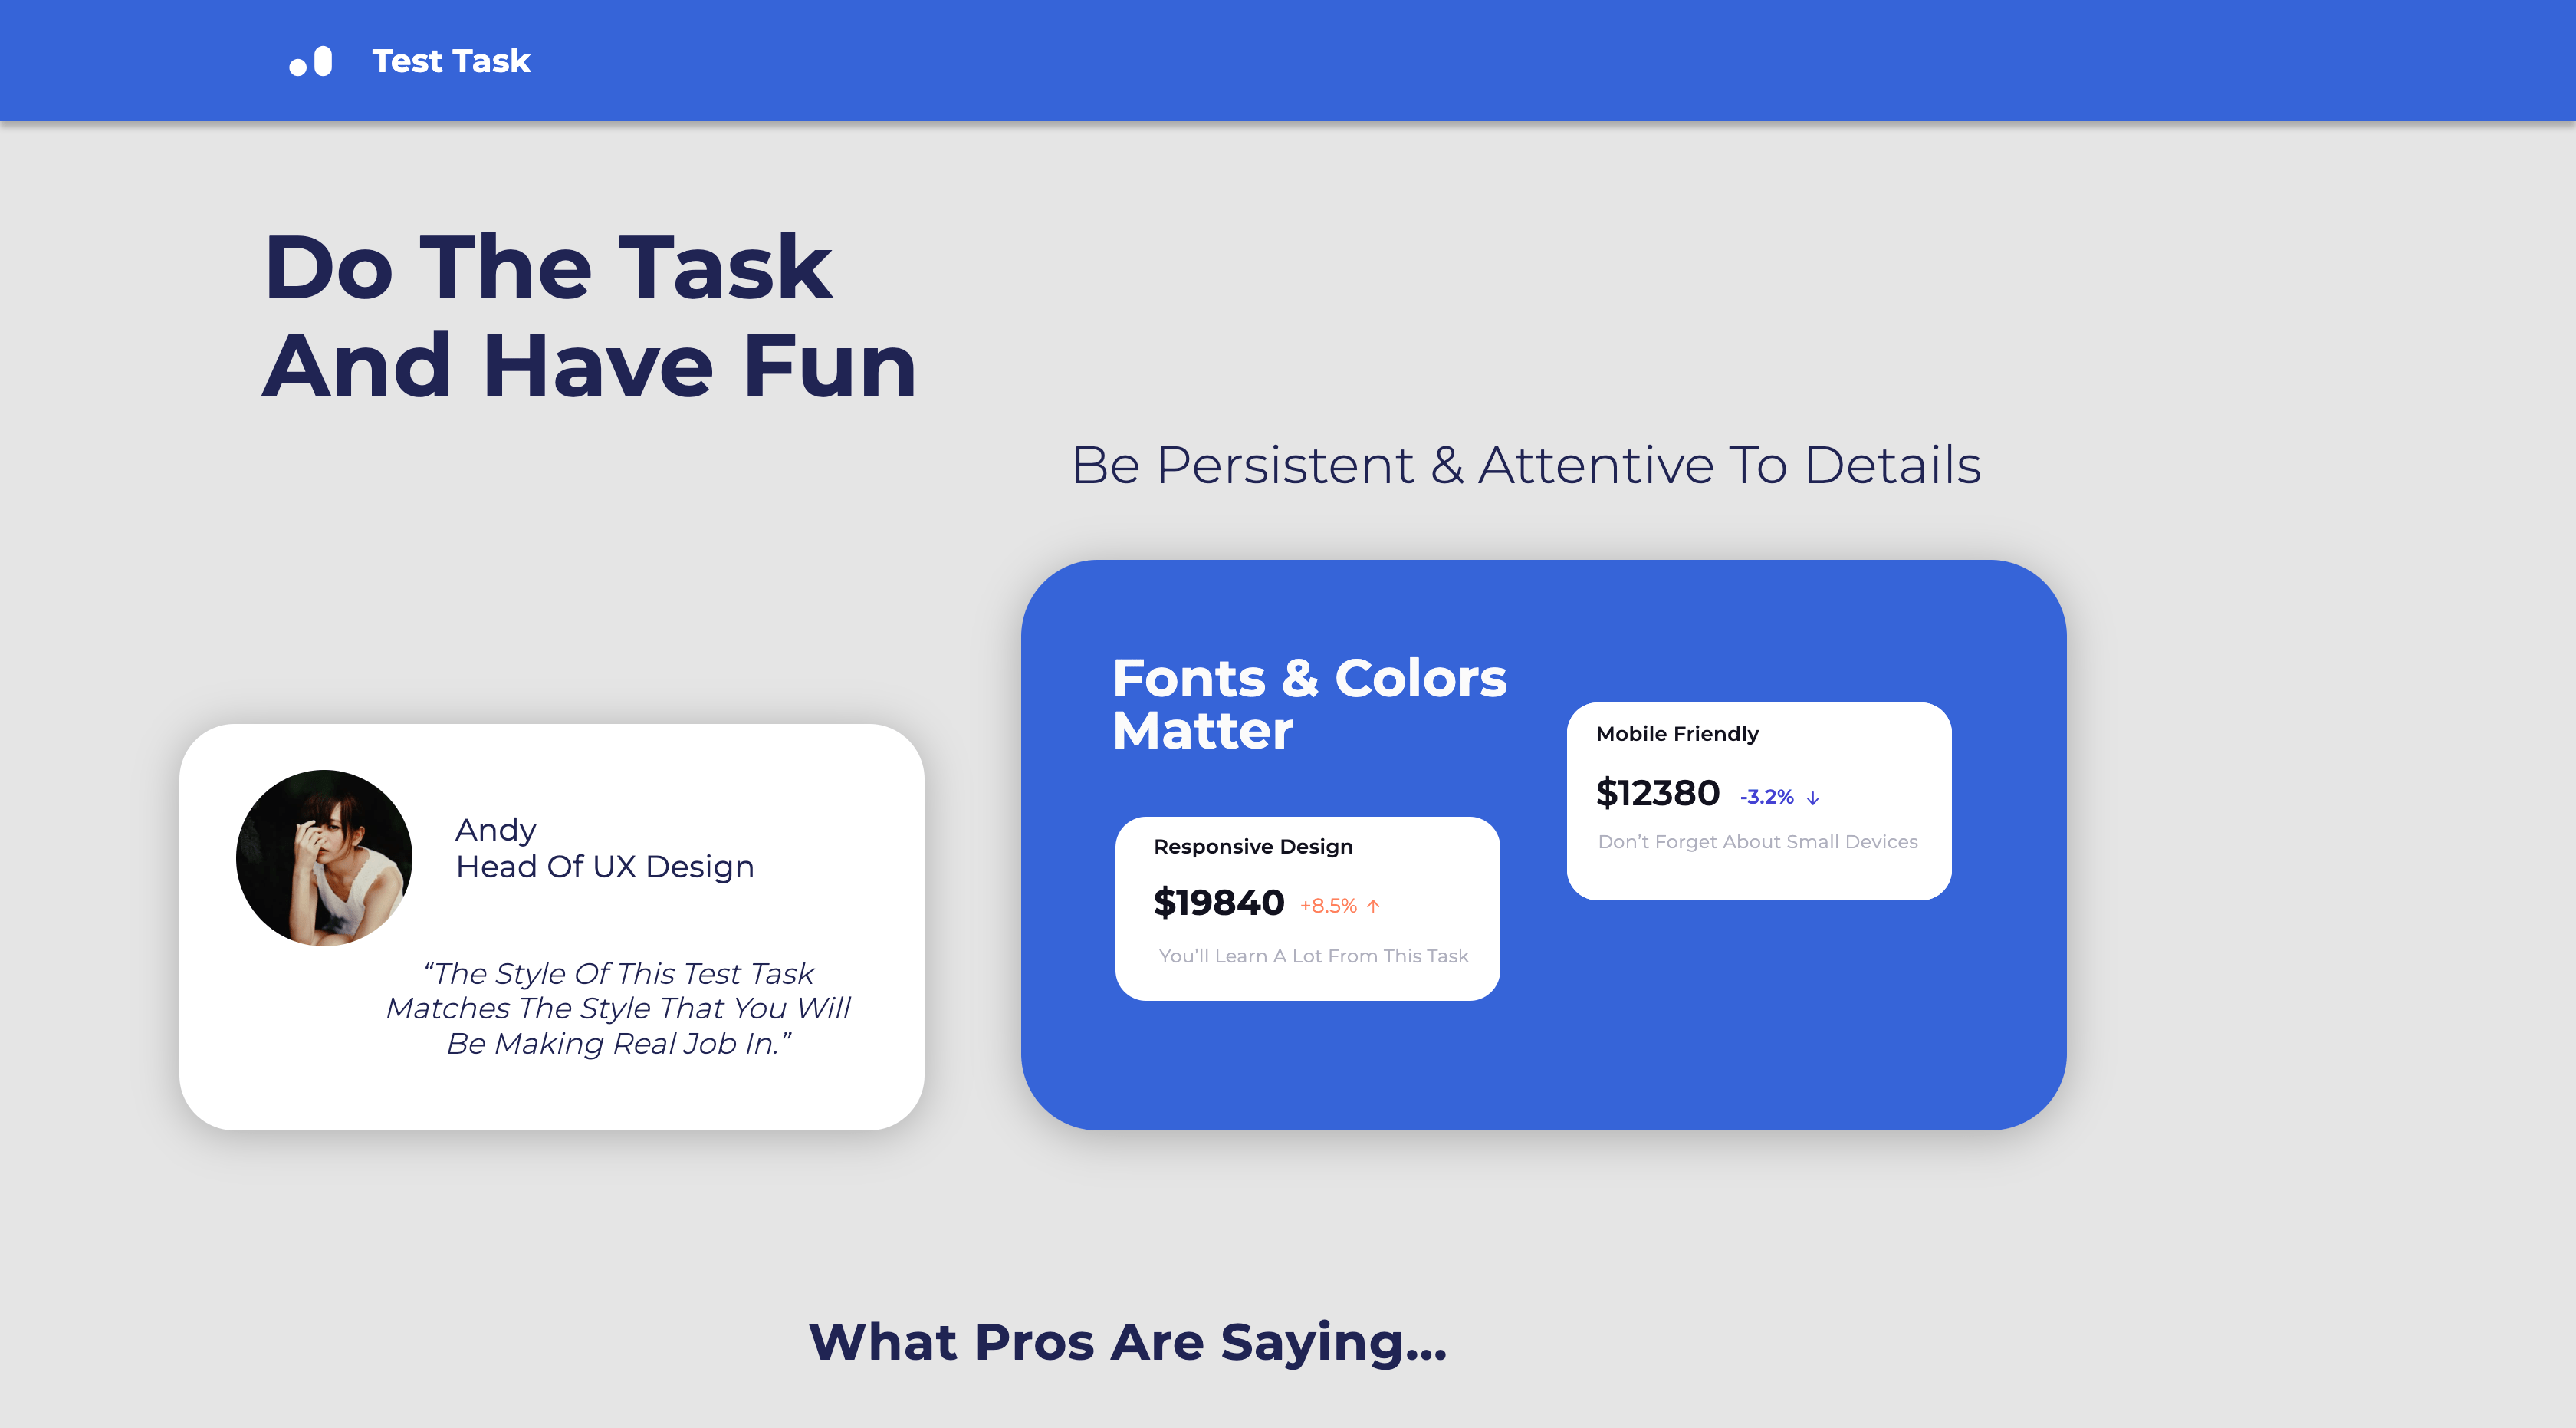 Test Task
Do The Task
And Have Fun
Be Persistent & Attentive To Details
Andy
Head Of UX Design
“The Style Of This Test Task
Matches The Style That You Will
Be Making Real Job In.”
Fonts & Colors
Matter
Responsive Design
$19840 +8.5% ↑
You’ll Learn A Lot From This Task
Mobile Friendly
$12380 -3.2% ↓
Don’t Forget About Small Devices
What Pros Are Saying...